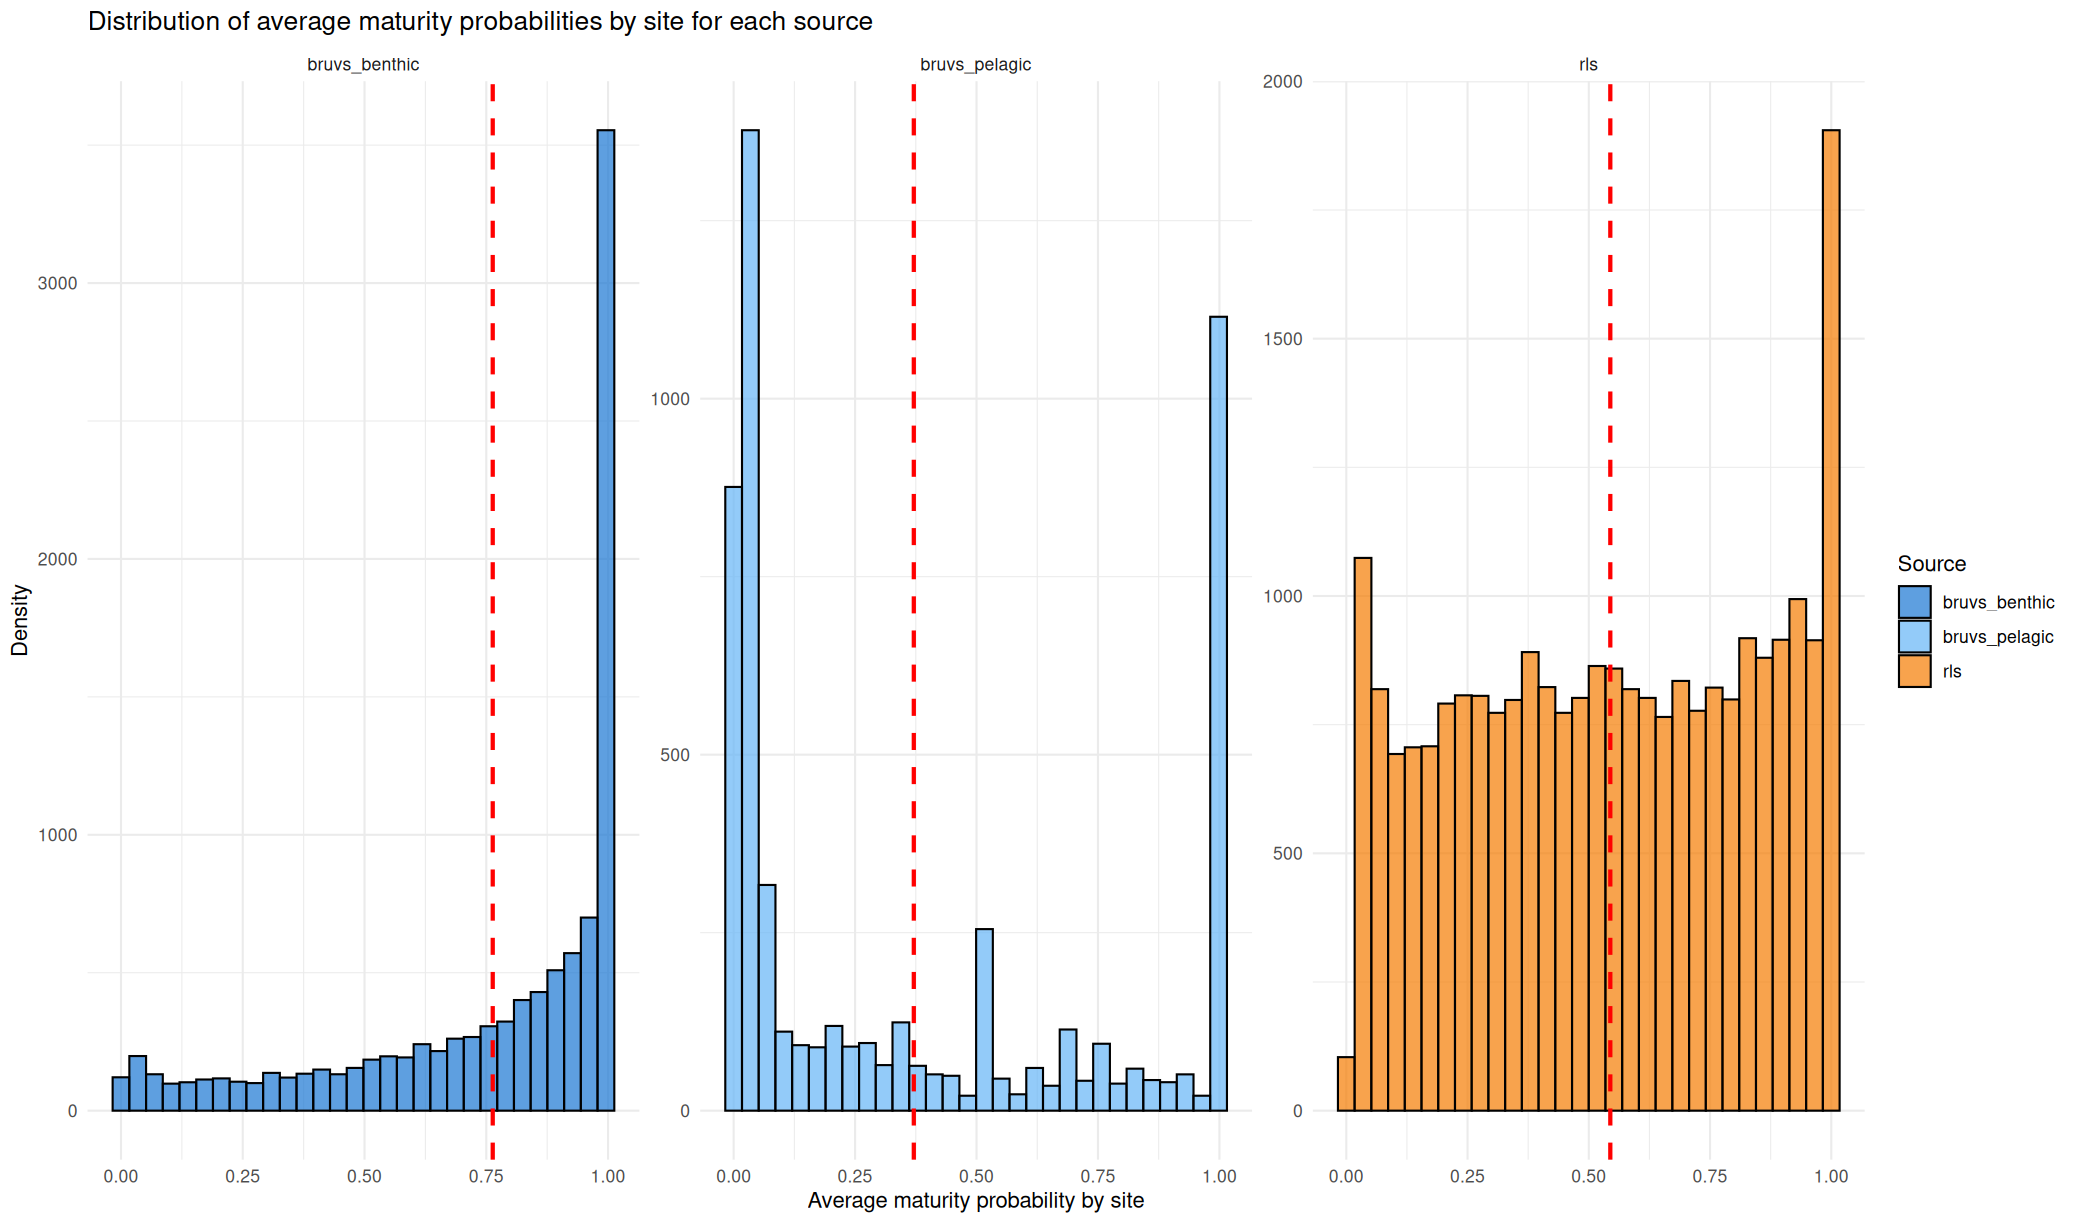 Distribution of average maturity probabilities by site for each source
bruvs_benthic
bruvs_pelagic
rls
Density
3000
2000
1000
0
0.00 0.25 0.50 0.75 1.00
1000
500
0
0.00 0.25 0.50 0.75 1.00
2000
1500
1000
500
0
0.00 0.25 0.50 0.75 1.00
Average maturity probability by site
Source
bruvs_benthic
bruvs_pelagic
rls